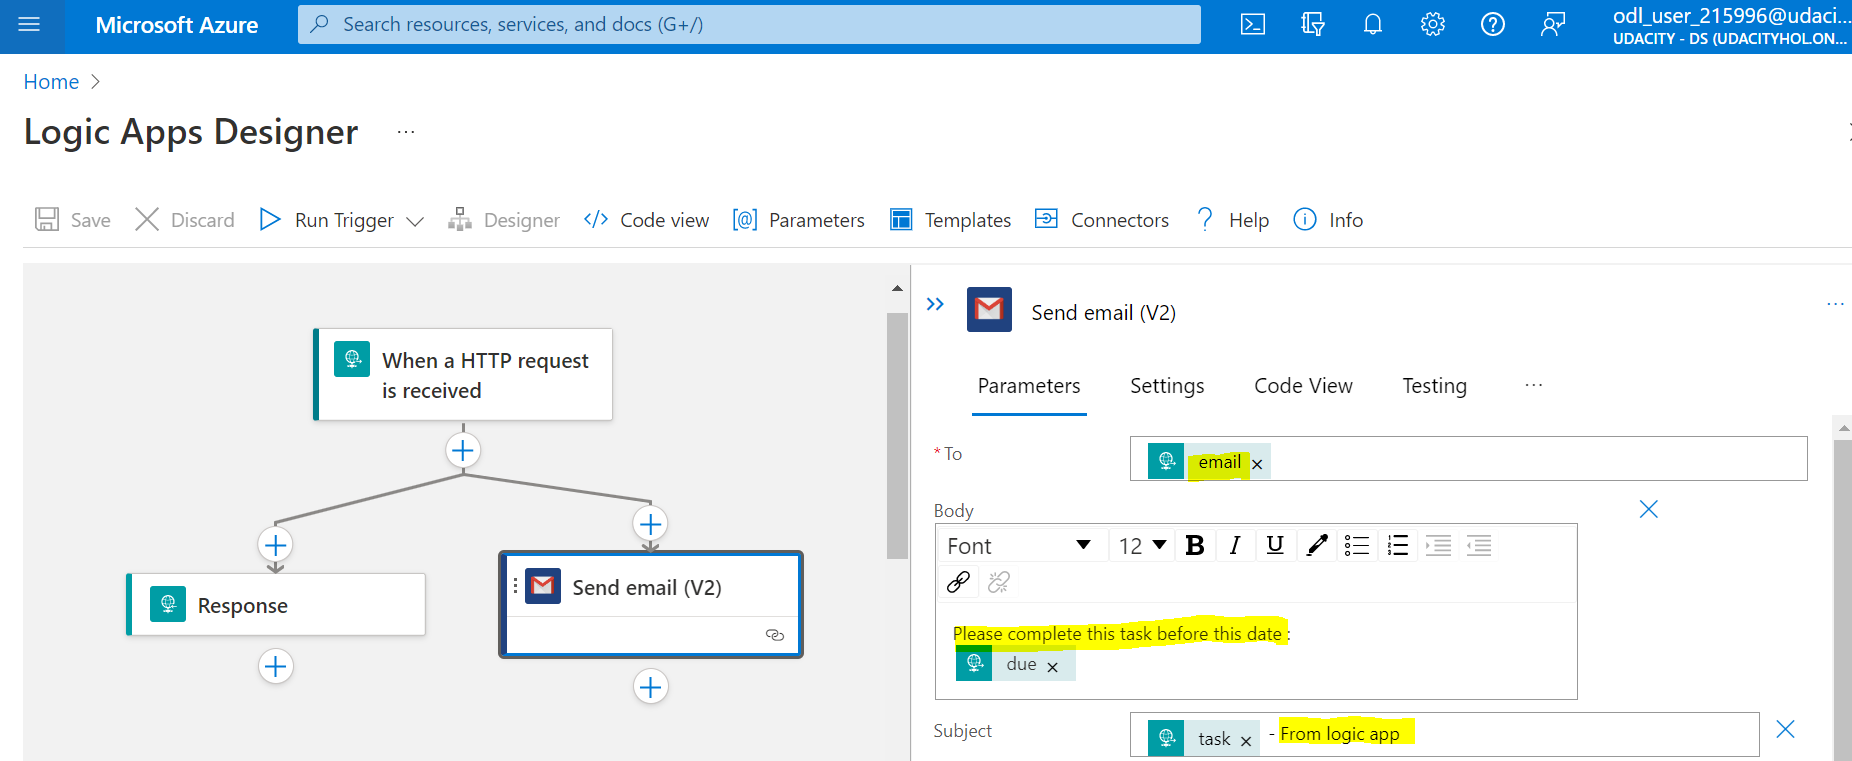 Microsoft Azure
Search resources, services, and docs (G+/)
odl_user_215996@udaci...
UDACITY - DS (UDACITYHOL.ON...
Home
Logic Apps Designer
...
Save
Discard
Run Trigger
Designer
Code view
Parameters
Templates
Connectors
Help
Info
When a HTTP request
is received
Response
Send email (V2)
Send email (V2)
...
Parameters
Settings
Code View
Testing
...
* To
email ×
Body
Font
12
B
I
U
Please complete this task before this date :
due ×
Subject
task × - From logic app